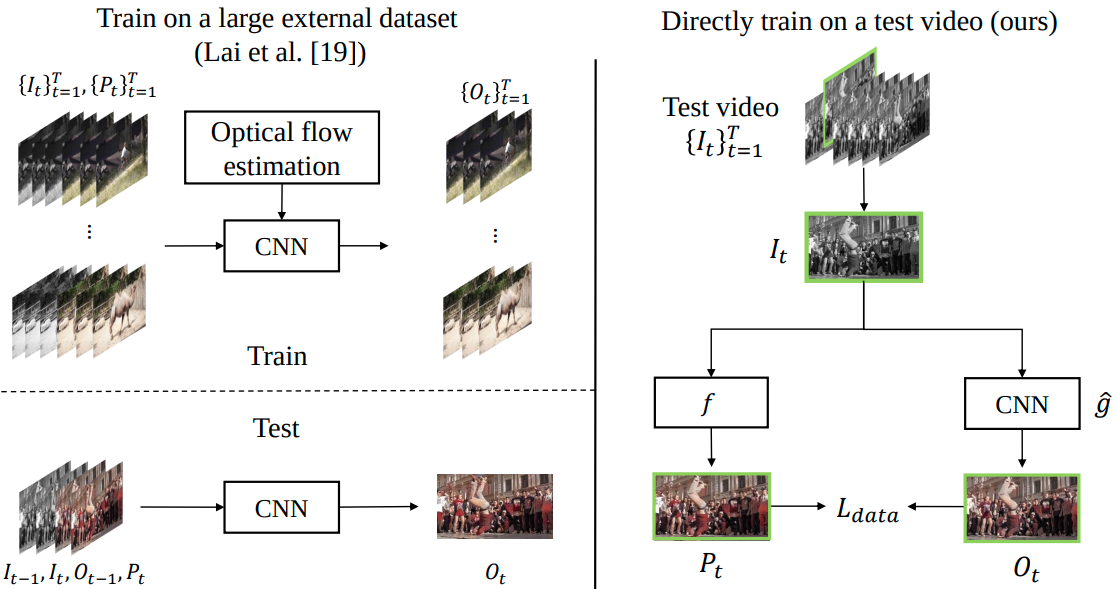 Train on a large external dataset
(Lai et al. [19])
{I_t}_{t=1}^T, {P_t}_{t=1}^T
{O_t}_{t=1}^T
Optical flow
estimation
⋮
⋮
CNN
Train
Test
CNN
I_{t−1}, I_t, O_{t−1}, P_t
O_t
Directly train on a test video (ours)
Test video
{I_t}_{t=1}^T
I_t
f
CNN
ĝ
L_{data}
P_t
O_t